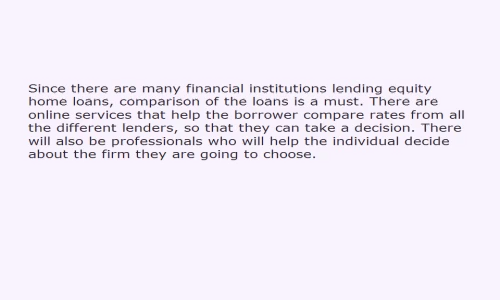 Since there are many financial institutions lending equity
home loans, comparison of the loans is a must. There are
online services that help the borrower compare rates from all
the different lenders, so that they can take a decision. There
will also be professionals who will help the individual decide
about the firm they are going to choose.